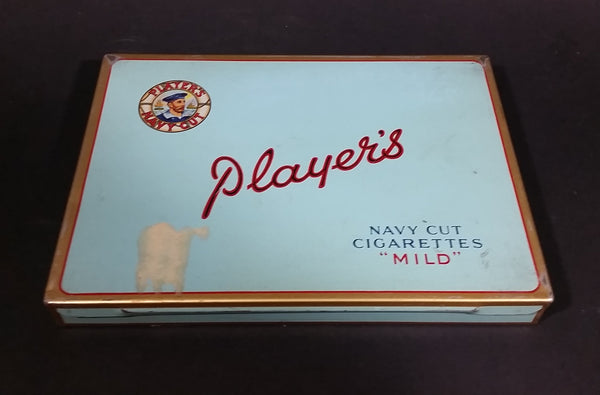 PLAYER'S
NAVY CUT
Player's
NAVY CUT
CIGARETTES
"MILD"